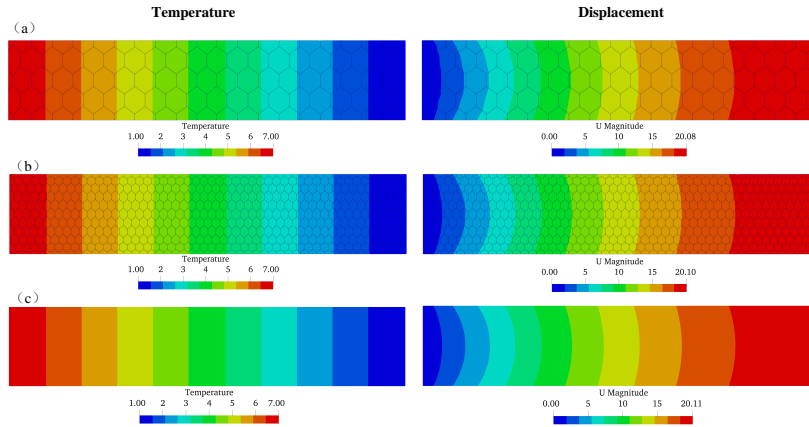 Temperature Displacement
(a)
Temperature U Magnitude
1.00 2 3 4 5 6 7.00 0.00 5 10 15 20.08
(b)
Temperature U Magnitude
1.00 2 3 4 5 6 7.00 0.00 5 10 15 20.10
(c)
Temperature U Magnitude
1.00 2 3 4 5 6 7.00 0.00 5 10 15 20.11